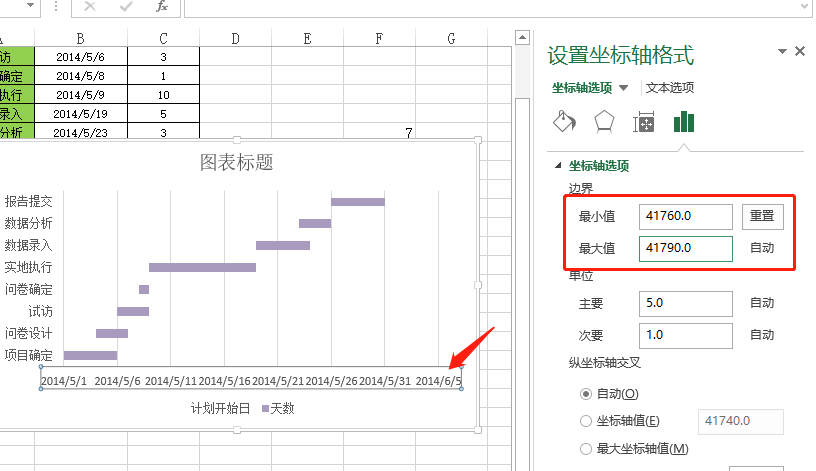 fx
A B C D E F G
访 2014/5/6 3
确定 2014/5/8 1
执行 2014/5/9 10
录入 2014/5/19 5
分析 2014/5/23 3 7
图表标题
报告提交
数据分析
数据录入
实地执行
问卷确定
试访
问卷设计
项目确定
2014/5/1 2014/5/6 2014/5/11 2014/5/16 2014/5/21 2014/5/26 2014/5/31 2014/6/5
计划开始日 天数
设置坐标轴格式
坐标轴选项 文本选项
坐标轴选项
边界
最小值 41760.0 重置
最大值 41790.0 自动
单位
主要 5.0 自动
次要 1.0 自动
纵坐标轴交叉
自动(O)
坐标轴值(E) 41740.0
最大坐标轴值(M)